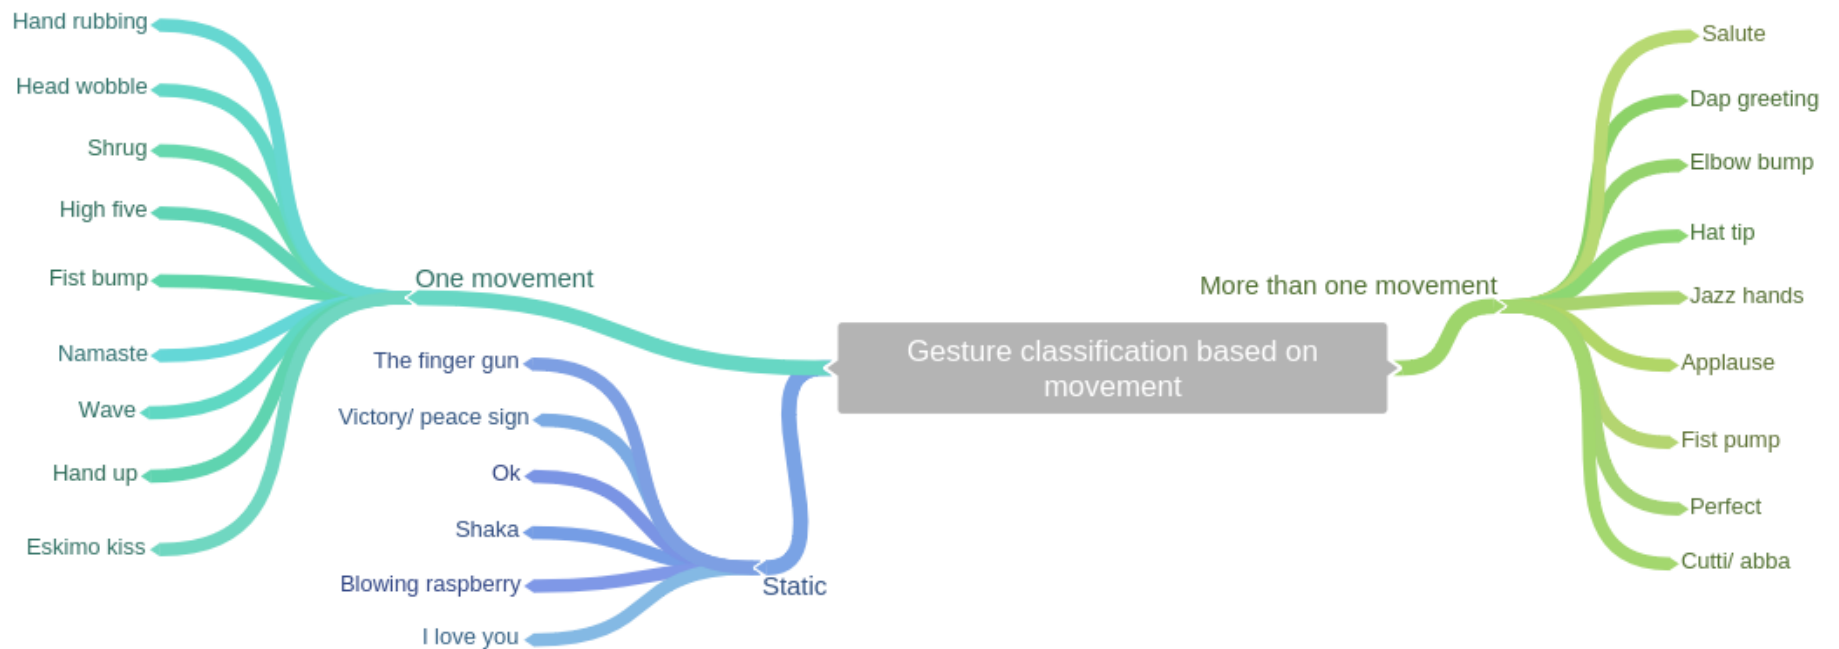 Gesture classification based on
movement
One movement
Hand rubbing
Head wobble
Shrug
High five
Fist bump
Namaste
Wave
Hand up
Eskimo kiss
Static
The finger gun
Victory/ peace sign
Ok
Shaka
Blowing raspberry
I love you
More than one movement
Salute
Dap greeting
Elbow bump
Hat tip
Jazz hands
Applause
Fist pump
Perfect
Cutti/ abba